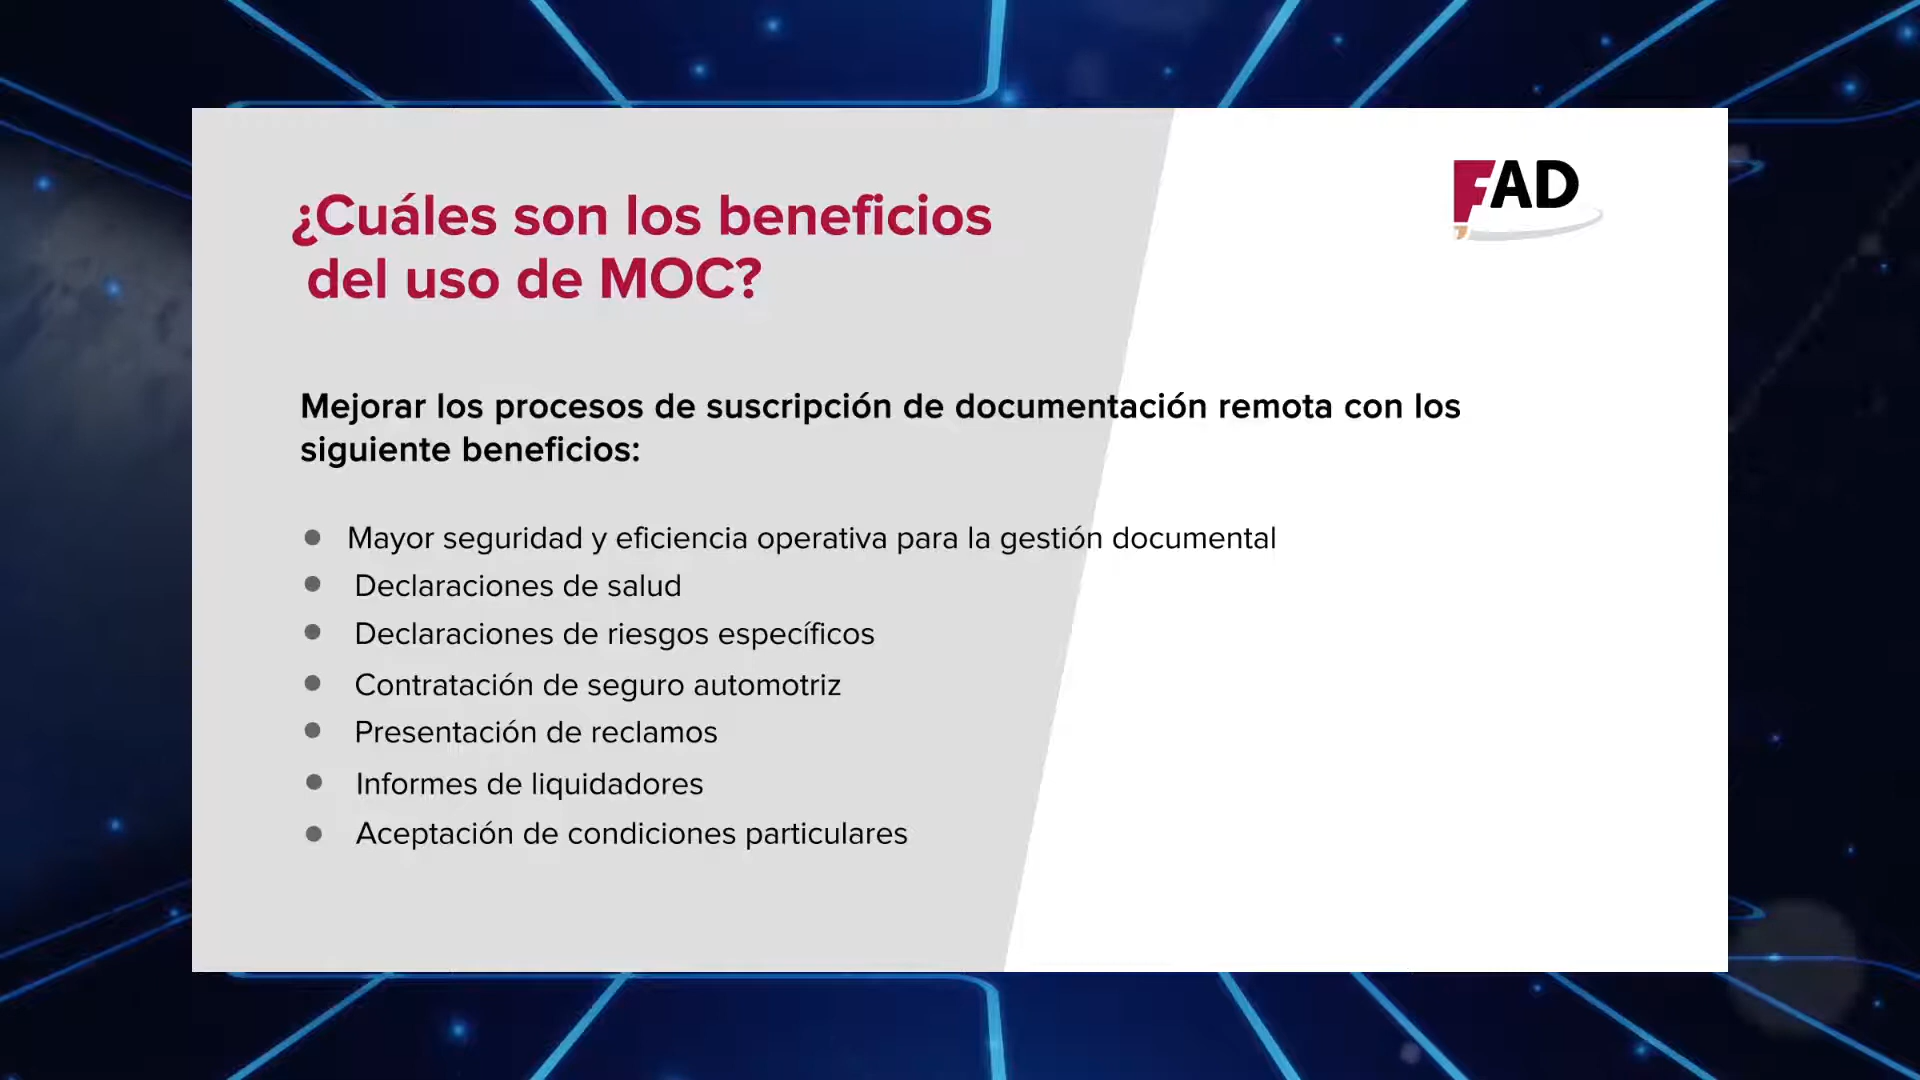 FAD
¿Cuáles son los beneficios
del uso de MOC?
Mejorar los procesos de suscripción de documentación remota con los
siguiente beneficios:
● Mayor seguridad y eficiencia operativa para la gestión documental
● Declaraciones de salud
● Declaraciones de riesgos específicos
● Contratación de seguro automotriz
● Presentación de reclamos
● Informes de liquidadores
● Aceptación de condiciones particulares